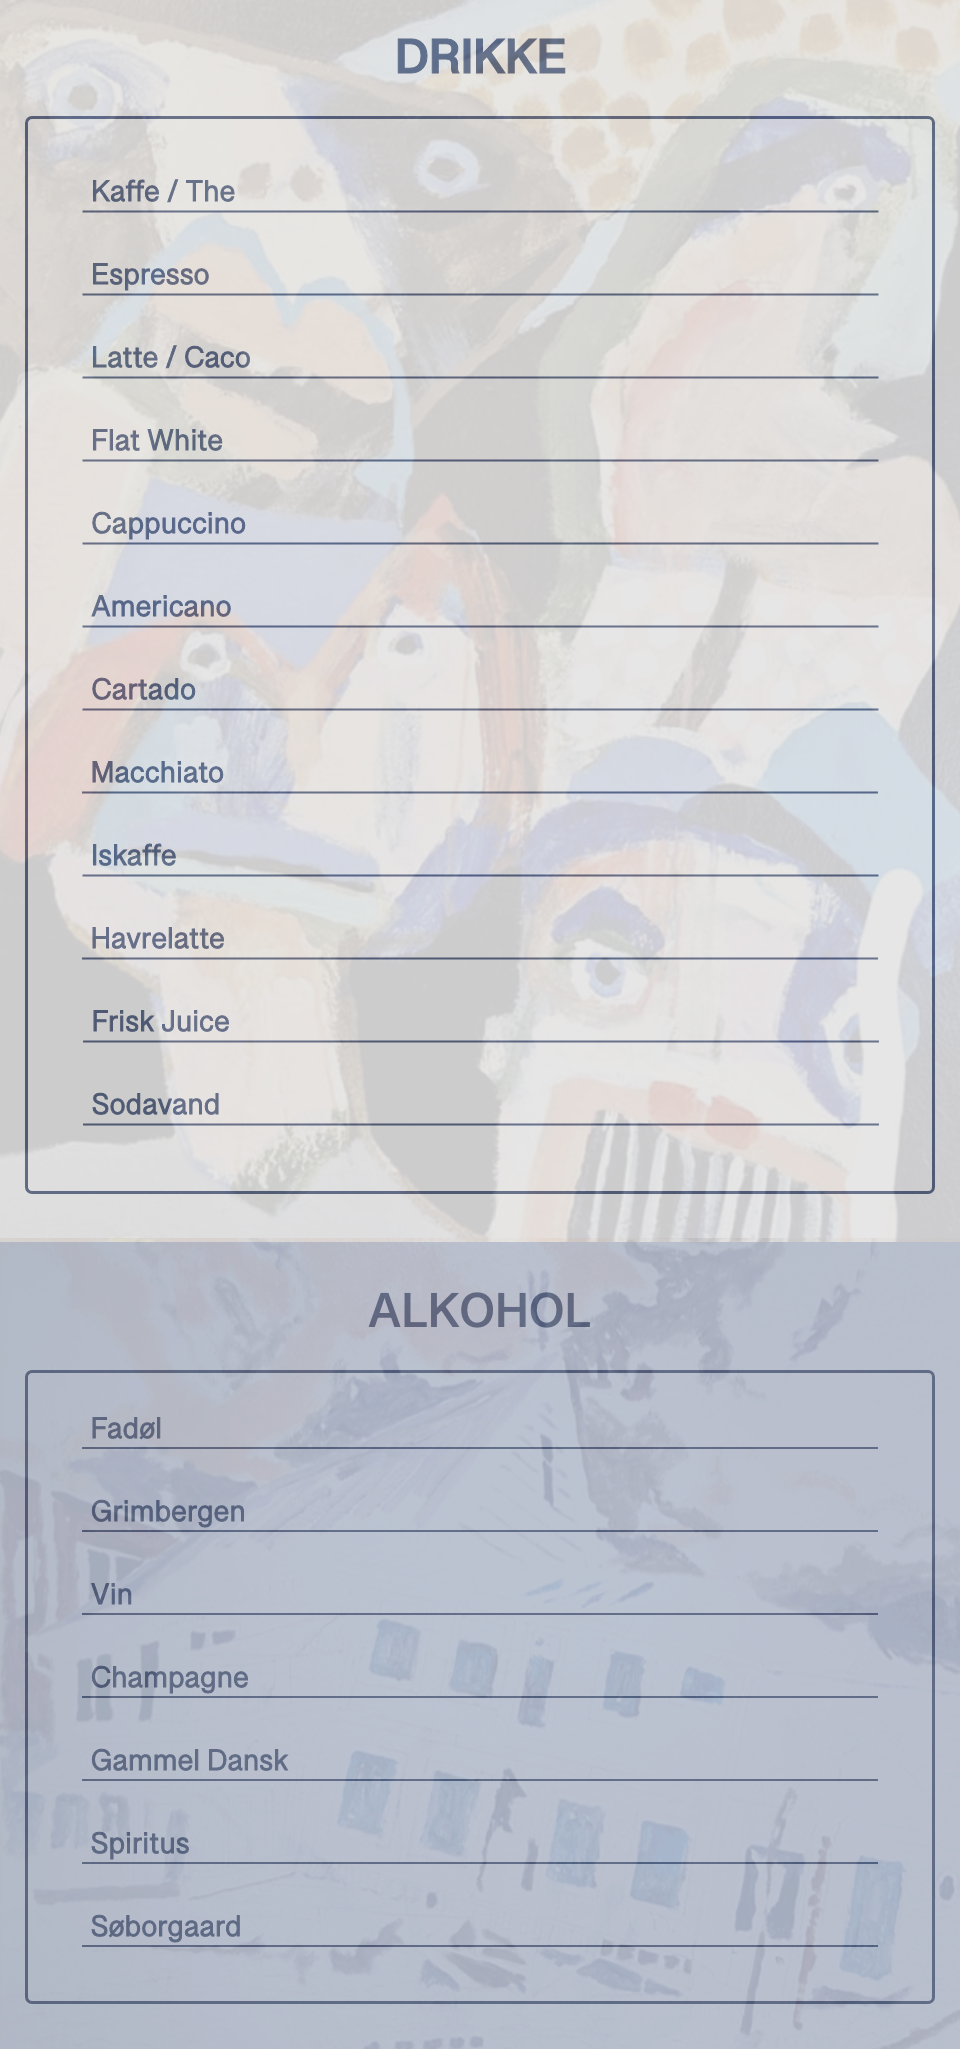 DRIKKE
Kaffe / The
Espresso
Latte / Caco
Flat White
Cappuccino
Americano
Cartado
Macchiato
Iskaffe
Havrelatte
Frisk Juice
Sodavand
ALKOHOL
Fadøl
Grimbergen
Vin
Champagne
Gammel Dansk
Spiritus
Søborgaard